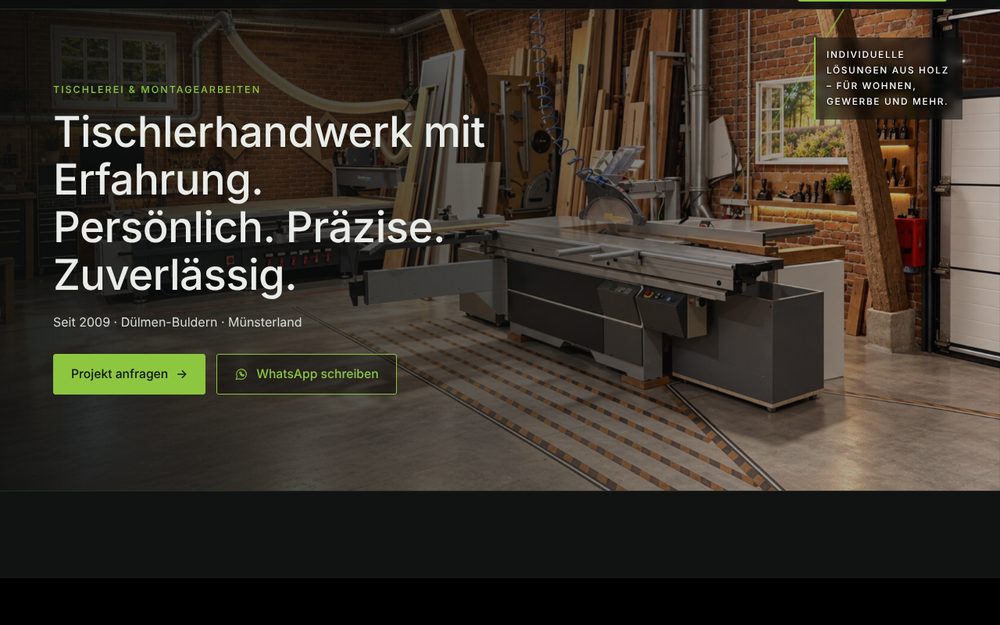 TISCHLEREI & MONTAGEARBEITEN
Tischlerhandwerk mit
Erfahrung.
Persönlich. Präzise.
Zuverlässig.
Seit 2009 · Dülmen-Buldern · Münsterland
Projekt anfragen →
WhatsApp schreiben
INDIVIDUELLE
LÖSUNGEN AUS HOLZ
– FÜR WOHNEN,
GEWERBE UND MEHR.